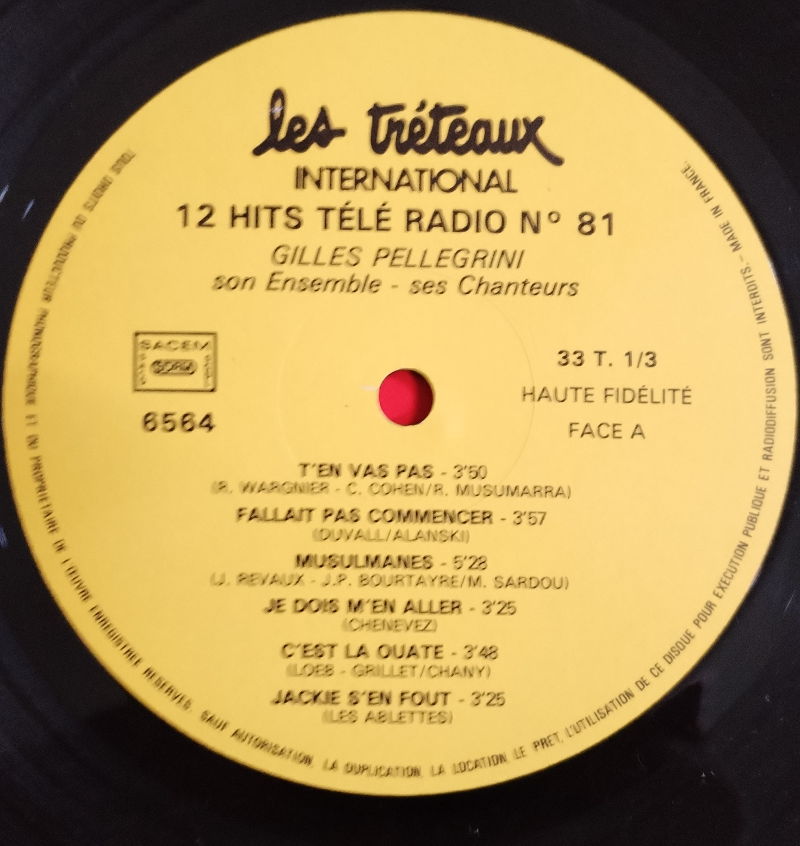 les tréteaux
INTERNATIONAL
12 HITS TÉLÉ RADIO Nº 81
GILLES PELLEGRINI
son Ensemble - ses Chanteurs
SACEM
SDRM
6564
33 T. 1/3
HAUTE FIDÉLITÉ
FACE A
T'EN VAS PAS - 3'50
(R. WARGNIER - C. COHEN/R. MUSUMARRA)
FALLAIT PAS COMMENCER - 3'57
(DUVALL/ALANSKI)
MUSULMANES - 5'28
(J. REVAUX - J.P. BOURTAYRE/M. SARDOU)
JE DOIS M'EN ALLER - 3'25
(CHENEVEZ)
C'EST LA OUATE - 3'48
(LOEB - GRILLET/CHANY)
JACKIE S'EN FOUT - 3'25
(LES ABLETTES)
TOUS DROITS DU PRODUCTEUR PHONOGRAPHIQUE ET DU PROPRIETAIRE DE L'ŒUVRE ENREGISTREE RESERVES. SAUF AUTORISATION, LA DUPLICATION, LA LOCATION, LE PRET, L'UTILISATION DE CE DISQUE POUR EXECUTION PUBLIQUE ET RADIODIFFUSION SONT INTERDITS. - MADE IN FRANCE.